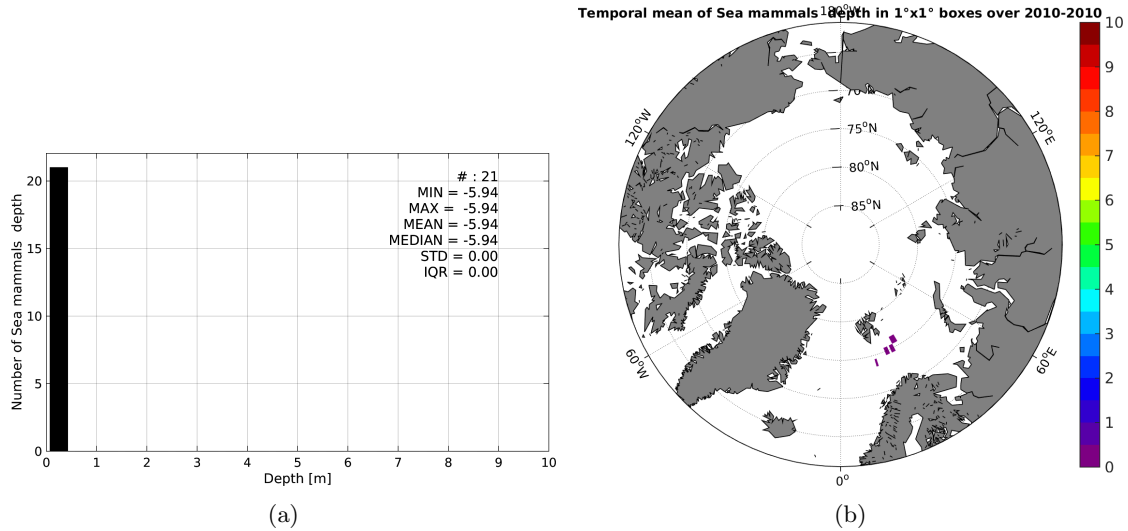 Temporal mean of Sea mammals  depth in 1°x1° boxes over 2010-2010
180°W
120°W
120°E
60°W
60°E
0°
70°N
75°N
80°N
85°N
10
9
8
7
6
5
4
3
2
1
0
Number of Sea mammals  depth
20
15
10
5
0
# : 21
MIN = -5.94
MAX =  -5.94
MEAN = -5.94
MEDIAN = -5.94
STD = 0.00
IQR = 0.00
0 1 2 3 4 5 6 7 8 9 10
Depth [m]
(a)
(b)